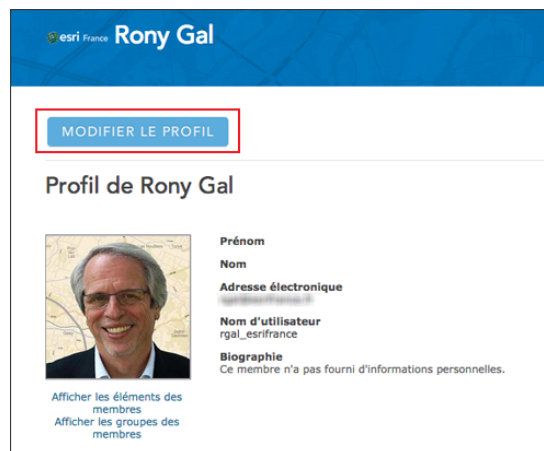 esri France Rony Gal
MODIFIER LE PROFIL
Profil de Rony Gal
Prénom
Nom
Adresse électronique
Nom d'utilisateur
rgal_esrifrance
Biographie
Ce membre n'a pas fourni d'informations personnelles.
Afficher les éléments des
membres
Afficher les groupes des
membres